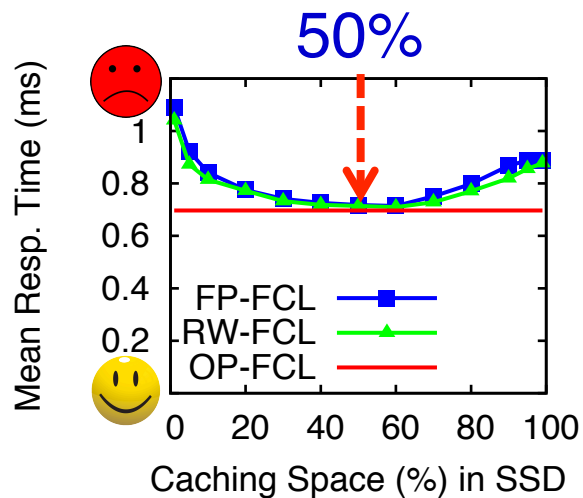 50%
Mean Resp. Time (ms)
1
0.8
0.6
0.4
0.2
FP-FCL
RW-FCL
OP-FCL
0 20 40 60 80 100
Caching Space (%) in SSD